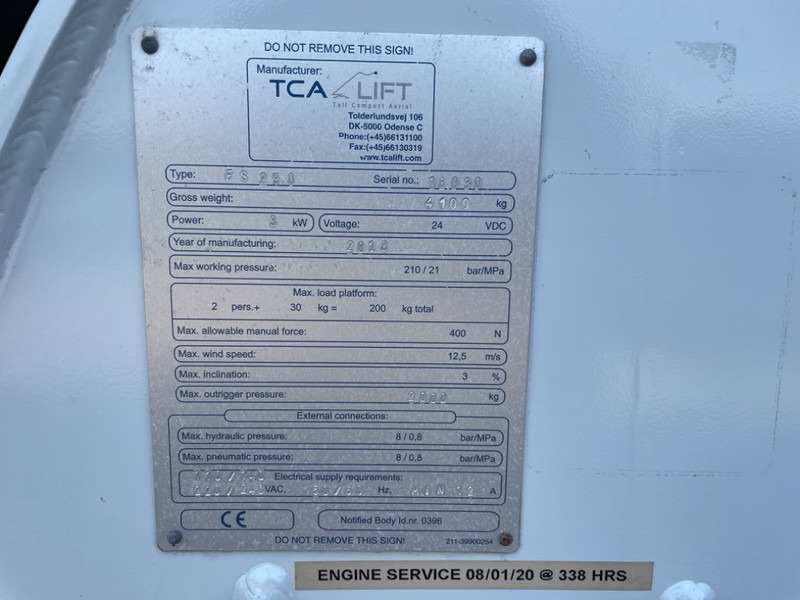 DO NOT REMOVE THIS SIGN!
Manufacturer:
TCA LIFT
Tall Compact Aerial
Tolderlundsvej 106
DK-5000 Odense C
Phone:(+45)66131100
Fax:(+45)66130319
www.tcalift.com
Type: Serial no.:
Gross weight: 4100 kg
Power: 3 kW Voltage: 24 VDC
Year of manufacturing:
Max working pressure: 210 / 21 bar/MPa
Max. load platform:
2 pers.+ 30 kg = 200 kg total
Max. allowable manual force: 400 N
Max. wind speed: 12,5 m/s
Max. inclination: 3 %
Max. outrigger pressure: kg
External connections:
Max. hydraulic pressure: 8 / 0,8 bar/MPa
Max. pneumatic pressure: 8 / 0,8 bar/MPa
Electrical supply requirements:
VAC, Hz, A
CE Notified Body Id.nr. 0396
DO NOT REMOVE THIS SIGN! 211-39900254
ENGINE SERVICE 08/01/20 @ 338 HRS